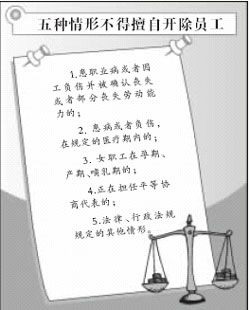 五种情形不得擅自开除员工
1.患职业病或者因
工负伤并被确认丧失
或者部分丧失劳动能
力的；
2. 患病或者负伤，
在规定的医疗期内的；
3. 女职工在孕期、
产期、哺乳期的；
4.正在担任平等协
商代表的；
5.法律、行政法规
规定的其他情形。